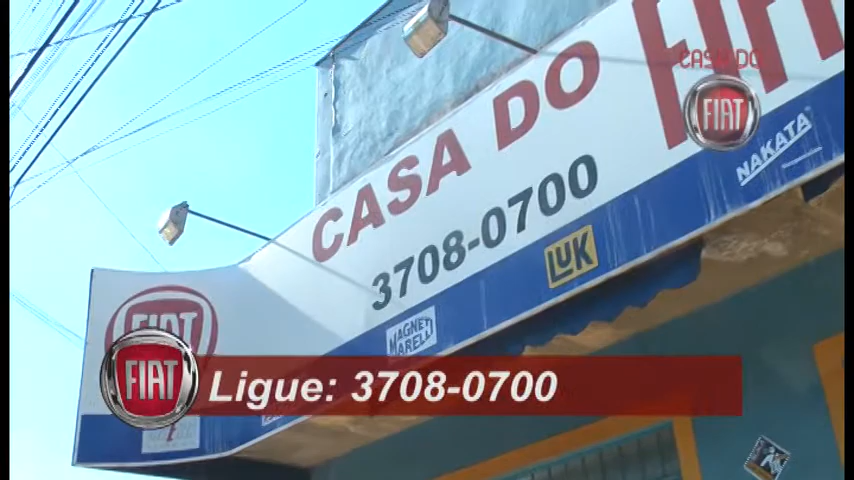 CASA DO FIAT
3708-0700
CASA DO
FIAT
NAKATA
LUK
MAGNETI
MARELLI
FIAT
FIAT
Ligue: 3708-0700